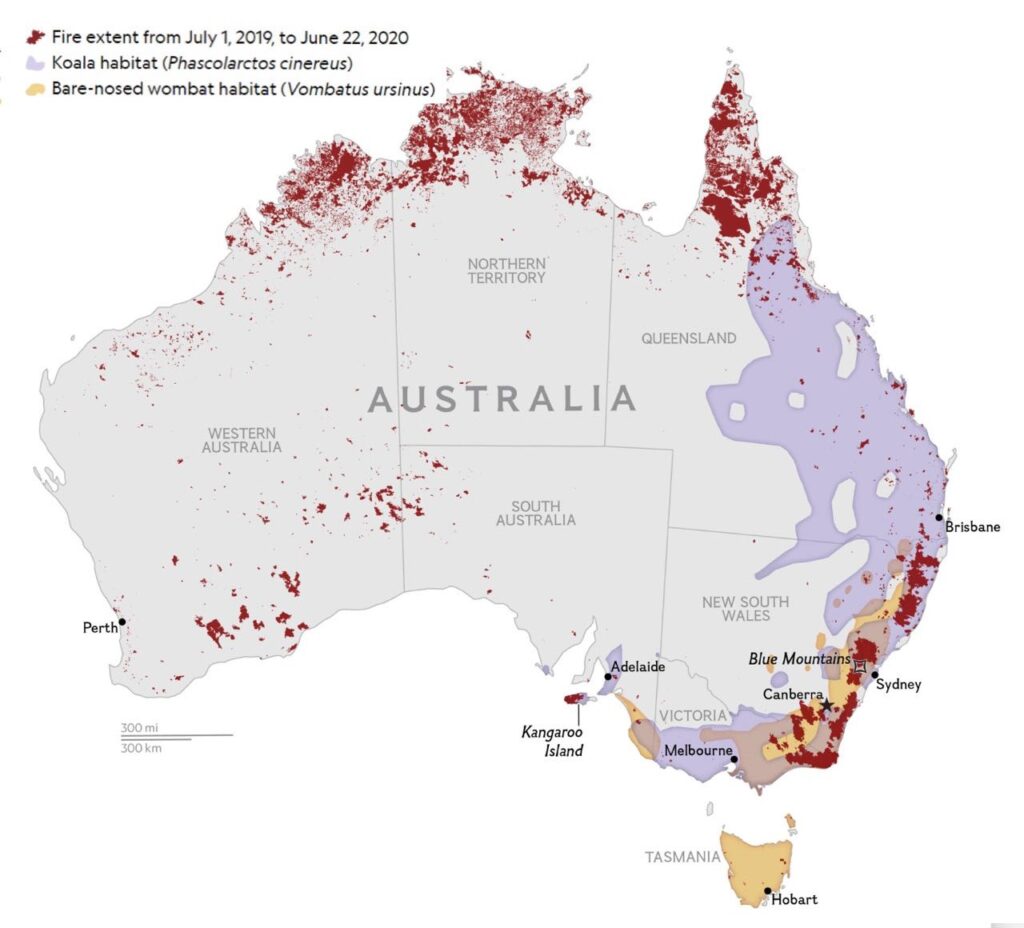 Fire extent from July 1, 2019, to June 22, 2020
Koala habitat (Phascolarctos cinereus)
Bare-nosed wombat habitat (Vombatus ursinus)
NORTHERN
TERRITORY
QUEENSLAND
AUSTRALIA
WESTERN
AUSTRALIA
SOUTH
AUSTRALIA
Brisbane
NEW SOUTH
WALES
Perth
Blue Mountains
Adelaide
Sydney
Canberra
VICTORIA
Kangaroo
Island
Melbourne
300 mi
300 km
TASMANIA
Hobart